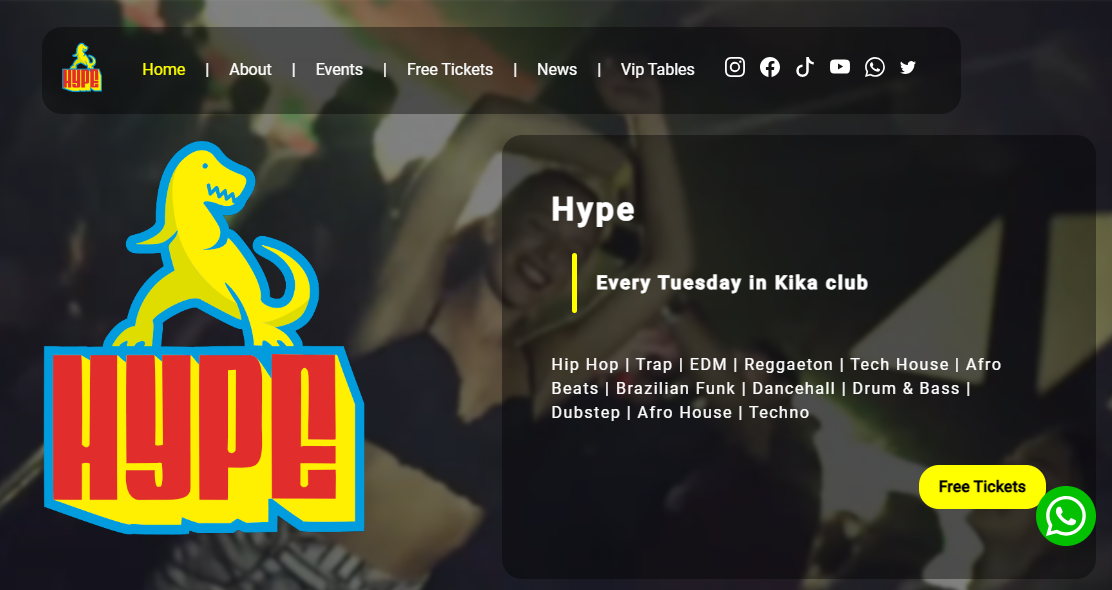 HYPE
Home | About | Events | Free Tickets | News | Vip Tables
HYPE
Hype
Every Tuesday in Kika club
Hip Hop | Trap | EDM | Reggaeton | Tech House | Afro
Beats | Brazilian Funk | Dancehall | Drum & Bass |
Dubstep | Afro House | Techno
Free Tickets